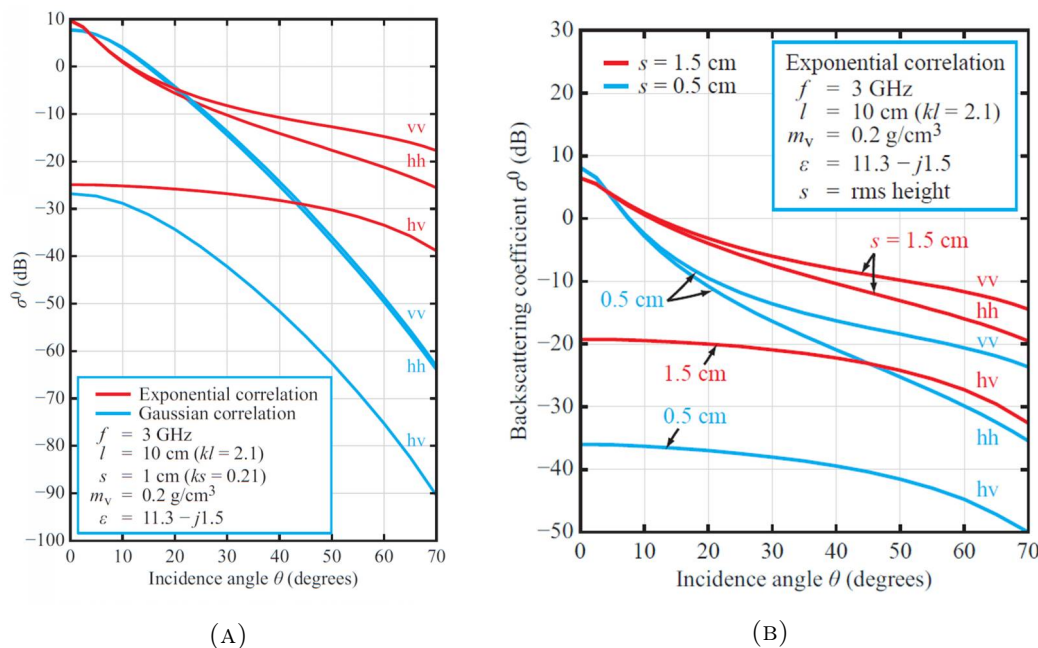 10
0
−10
−20
−30
−40
−50
−60
−70
−80
−90
−100
σ⁰ (dB)
vv
hh
hv
vv
hh
hv
Exponential correlation
Gaussian correlation
f = 3 GHz
l = 10 cm (kl = 2.1)
s = 1 cm (ks = 0.21)
mᵥ = 0.2 g/cm³
ε = 11.3 − j1.5
0 10 20 30 40 50 60 70
Incidence angle θ (degrees)
(A)
30
20
10
0
−10
−20
−30
−40
−50
Backscattering coefficient σ⁰ (dB)
s = 1.5 cm
s = 0.5 cm
Exponential correlation
f = 3 GHz
l = 10 cm (kl = 2.1)
mᵥ = 0.2 g/cm³
ε = 11.3 − j1.5
s = rms height
s = 1.5 cm
0.5 cm
vv
hh
vv
1.5 cm
hv
0.5 cm
hh
hv
0 10 20 30 40 50 60 70
Incidence angle θ (degrees)
(B)